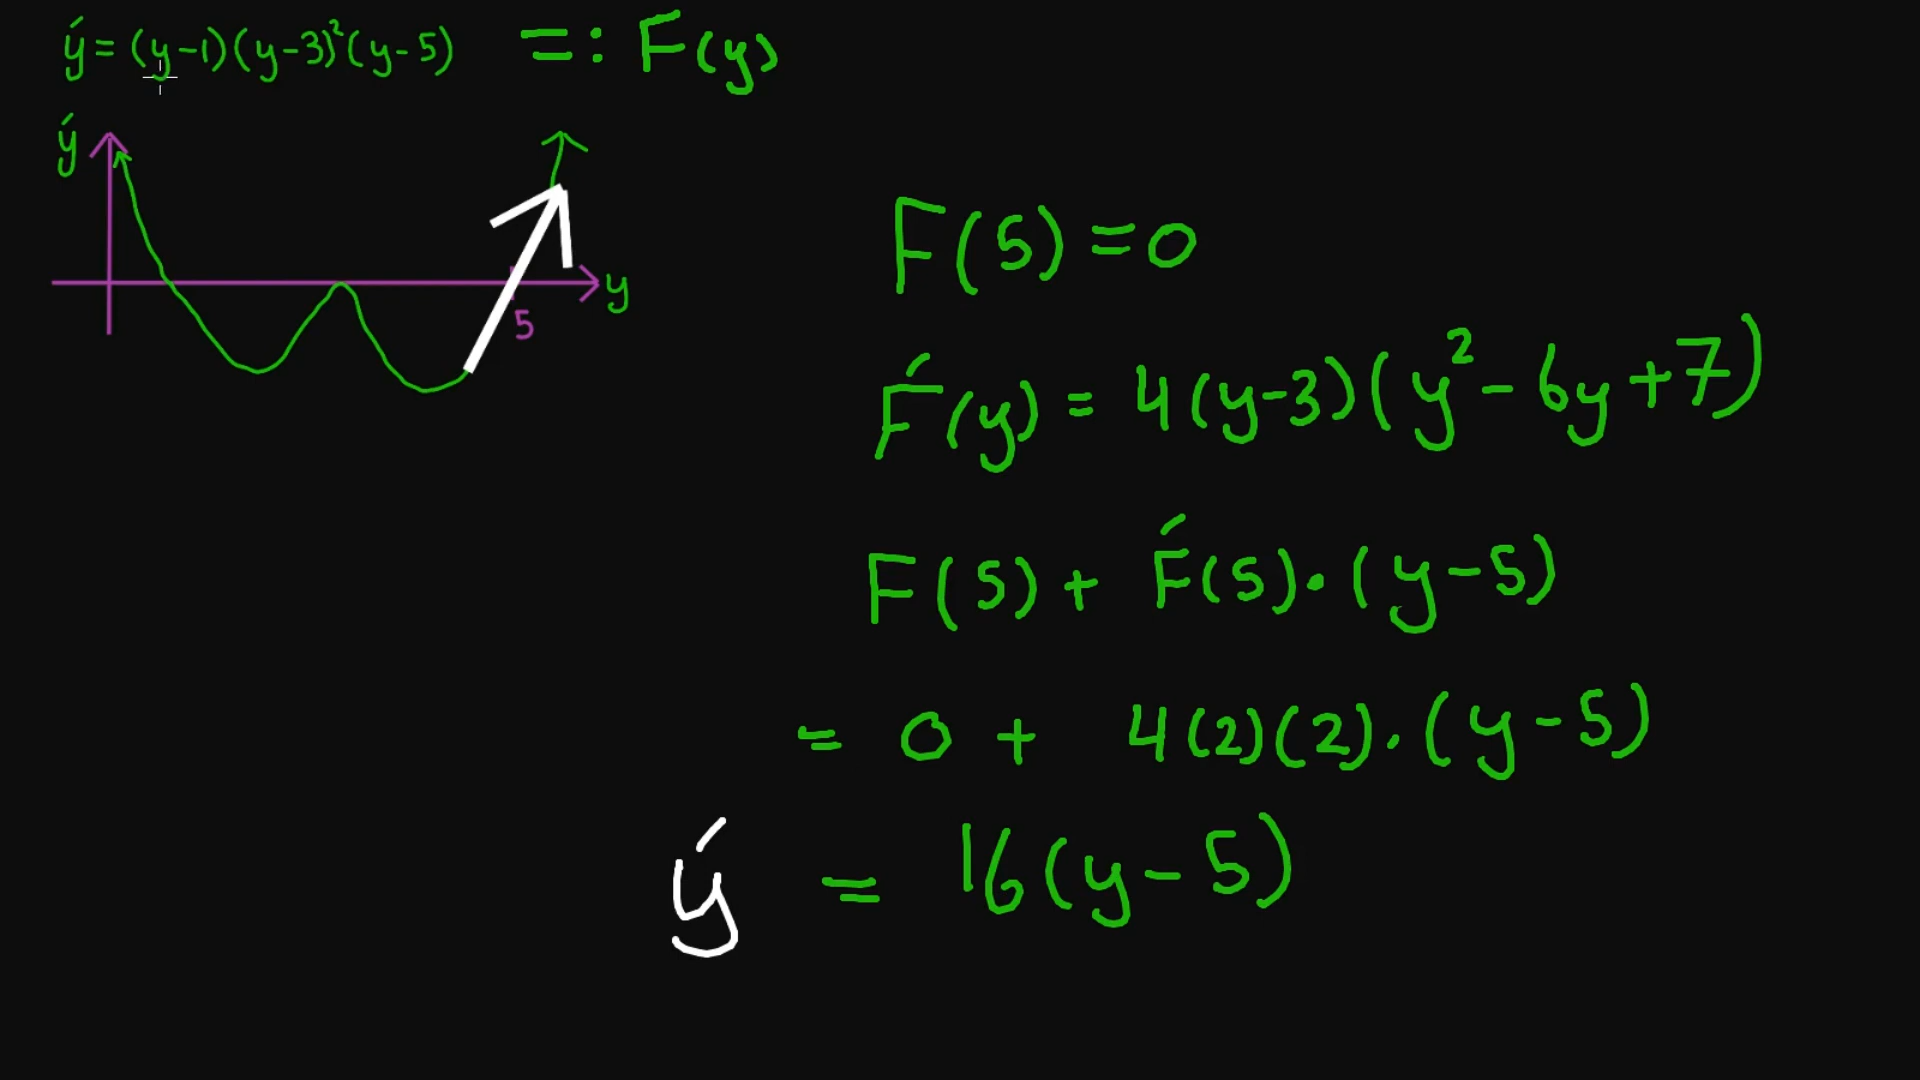 ý = (y-1)(y-3)²(y-5) =: F(y)
ý
y
5
F(5) = 0
F́(y) = 4(y-3)(y² - 6y + 7)
F(5) + F́(5) · (y-5)
= 0 + 4(2)(2) · (y-5)
ý = 16(y-5)